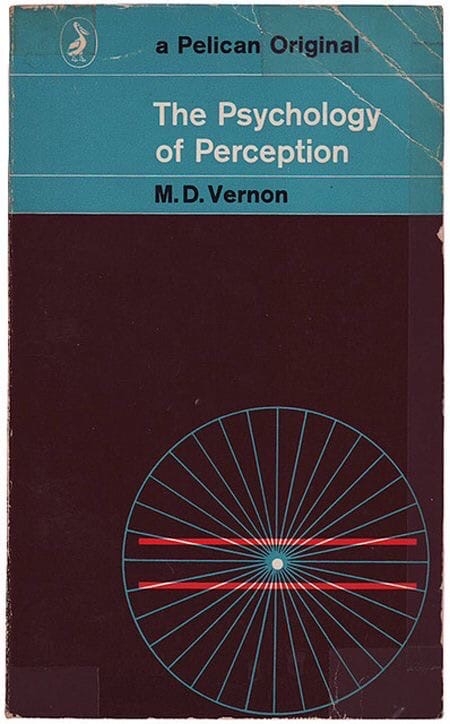 a Pelican Original
The Psychology
of Perception
M.D. Vernon